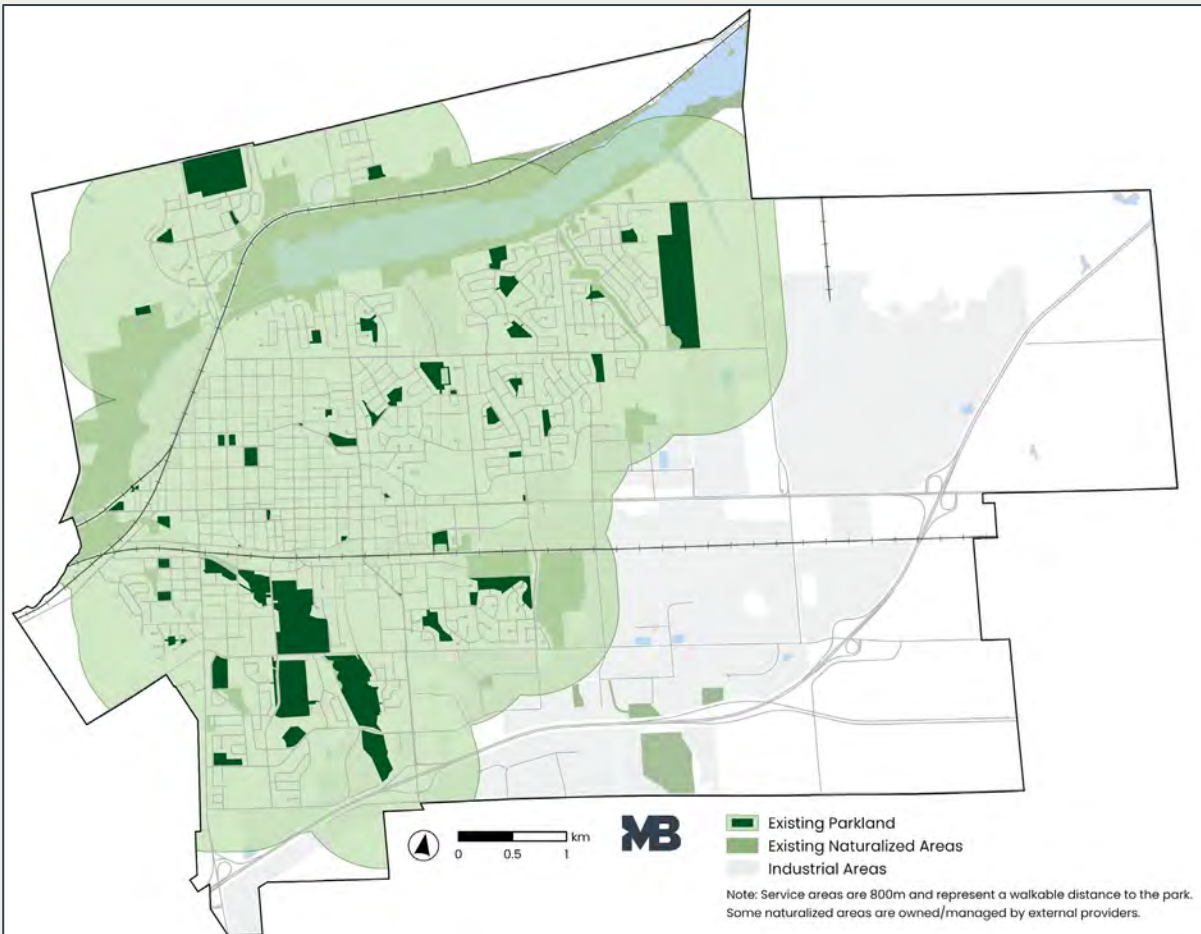 km
0 0.5 1
MB
Existing Parkland
Existing Naturalized Areas
Industrial Areas
Note: Service areas are 800m and represent a walkable distance to the park.
Some naturalized areas are owned/managed by external providers.